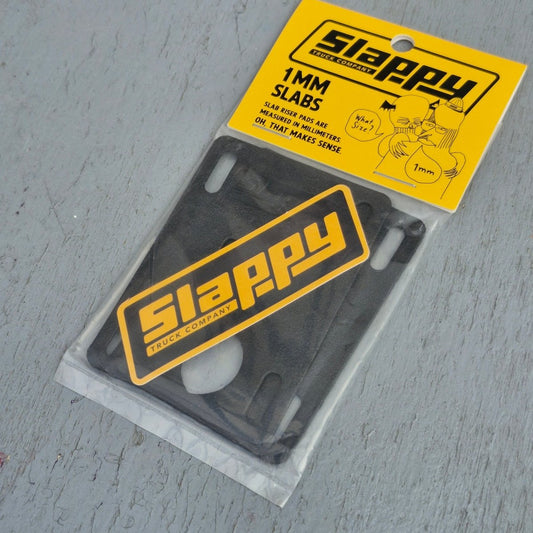 Slappy
TRUCK COMPANY
1MM
SLABS
SLAB RISER PADS ARE
MEASURED IN MILLIMETERS.
OH, THAT MAKES SENSE.
What
Size?
1mm
Slappy
TRUCK COMPANY